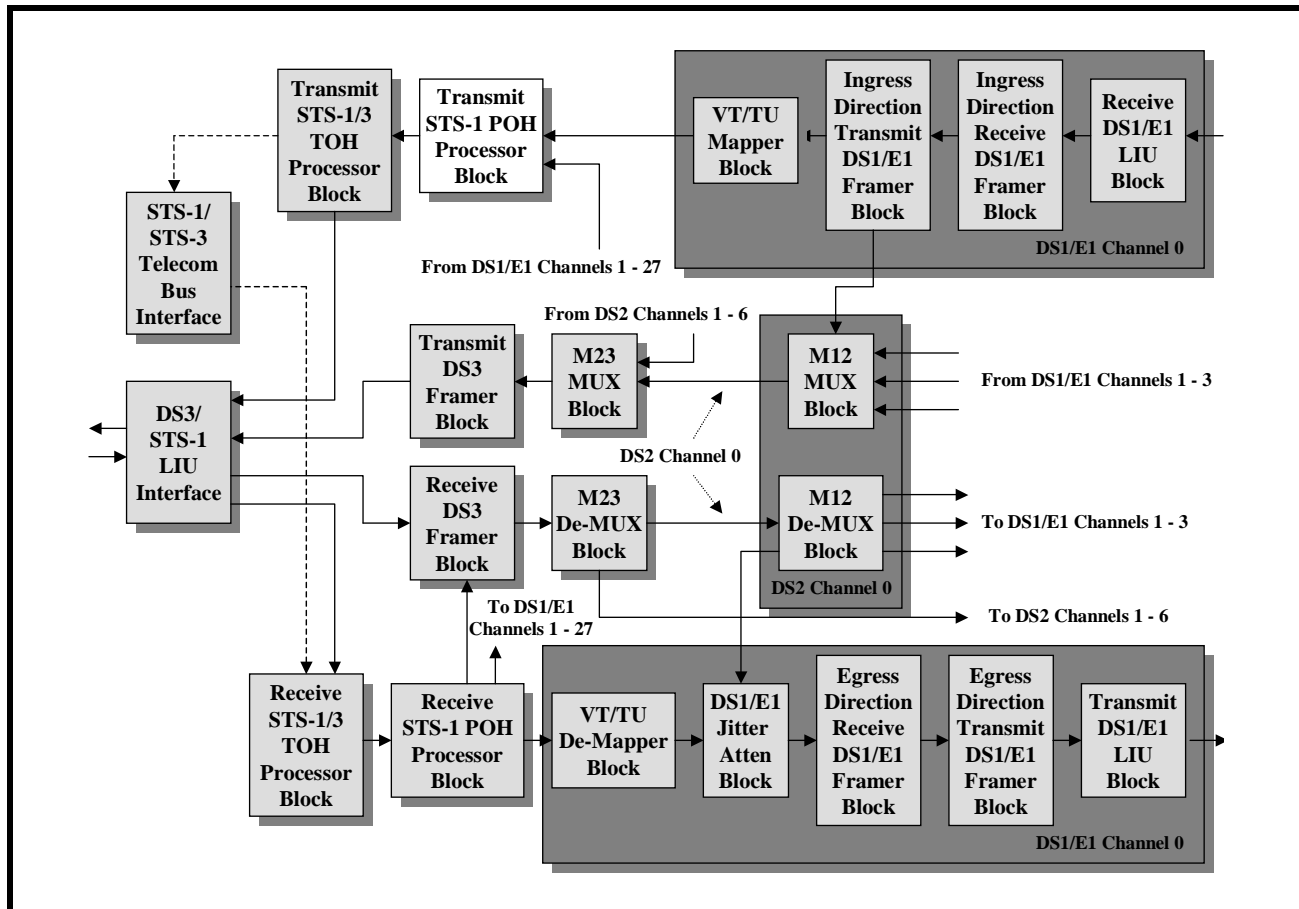 Transmit
STS-1/3
TOH
Processor
Block
Transmit
STS-1 POH
Processor
Block
VT/TU
Mapper
Block
Ingress
Direction
Transmit
DS1/E1
Framer
Block
Ingress
Direction
Receive
DS1/E1
Framer
Block
Receive
DS1/E1
LIU
Block
DS1/E1 Channel 0
STS-1/
STS-3
Telecom
Bus
Interface
From DS1/E1 Channels 1 - 27
From DS2 Channels 1 - 6
Transmit
DS3
Framer
Block
M23
MUX
Block
M12
MUX
Block
From DS1/E1 Channels 1 - 3
DS3/
STS-1
LIU
Interface
DS2 Channel 0
Receive
DS3
Framer
Block
M23
De-MUX
Block
M12
De-MUX
Block
To DS1/E1 Channels 1 - 3
DS2 Channel 0
To DS1/E1
Channels 1 - 27
To DS2 Channels 1 - 6
Receive
STS-1/3
TOH
Processor
Block
Receive
STS-1 POH
Processor
Block
VT/TU
De-Mapper
Block
DS1/E1
Jitter
Atten
Block
Egress
Direction
Receive
DS1/E1
Framer
Block
Egress
Direction
Transmit
DS1/E1
Framer
Block
Transmit
DS1/E1
LIU
Block
DS1/E1 Channel 0